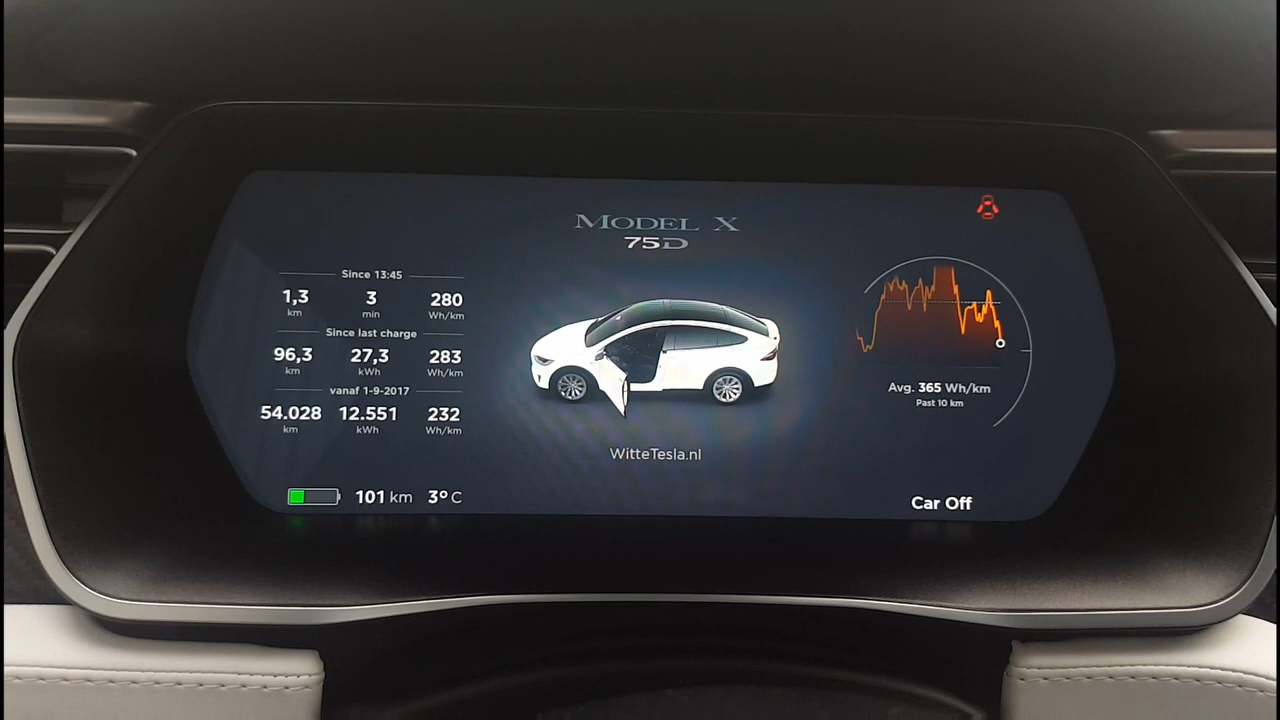 MODEL X
75D
Since 13:45
1,3 3 280
km min Wh/km
Since last charge
96,3 27,3 283
km kWh Wh/km
vanaf 1-9-2017
54.028 12.551 232
km kWh Wh/km
Avg. 365 Wh/km
Past 10 km
WitteTesla.nl
101 km 3°C
Car Off